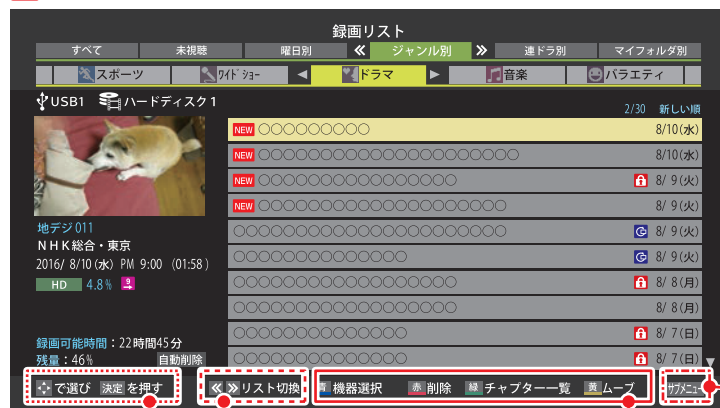 録画リスト
すべて 未視聴 曜日別 ≪ ジャンル別 ≫ 連ドラ別 マイフォルダ別
スポーツ ワイドショー ◀ ドラマ ▶ 音楽 バラエティ
USB1 ハードディスク1
2/30 新しい順
NEW ○○○○○○○○○ 8/10(水)
NEW ○○○○○○○○○○○○○○○○○○○○○ 8/10(水)
NEW ○○○○○○○○○○○○○○○○ 8/ 9(火)
NEW ○○○○○○○○○○○○○○○○○○○○ 8/ 9(火)
○○○○○○○○○○○○○○○○○○○○○○ 8/ 9(火)
○○○○○○○○○○○○○○ 8/ 9(火)
○○○○○○○○○○○○○○○○○○ 8/ 8(月)
○○○○○○○○○○○○○○○○○○ 8/ 8(月)
○○○○○○○○○○○○○○ 8/ 7(日)
○○○○○○○○○○○○○○ 8/ 7(日)
地デジ011
NHK総合・東京
2016/ 8/10(水) PM 9:00 (01:58)
HD 4.8% 9
録画可能時間：22時間45分
残量：46% 自動削除
で選び 決定 を押す ≪≫リスト切換 青 機器選択 赤 削除 緑 チャプター一覧 黄 ムーブ サブメニュー